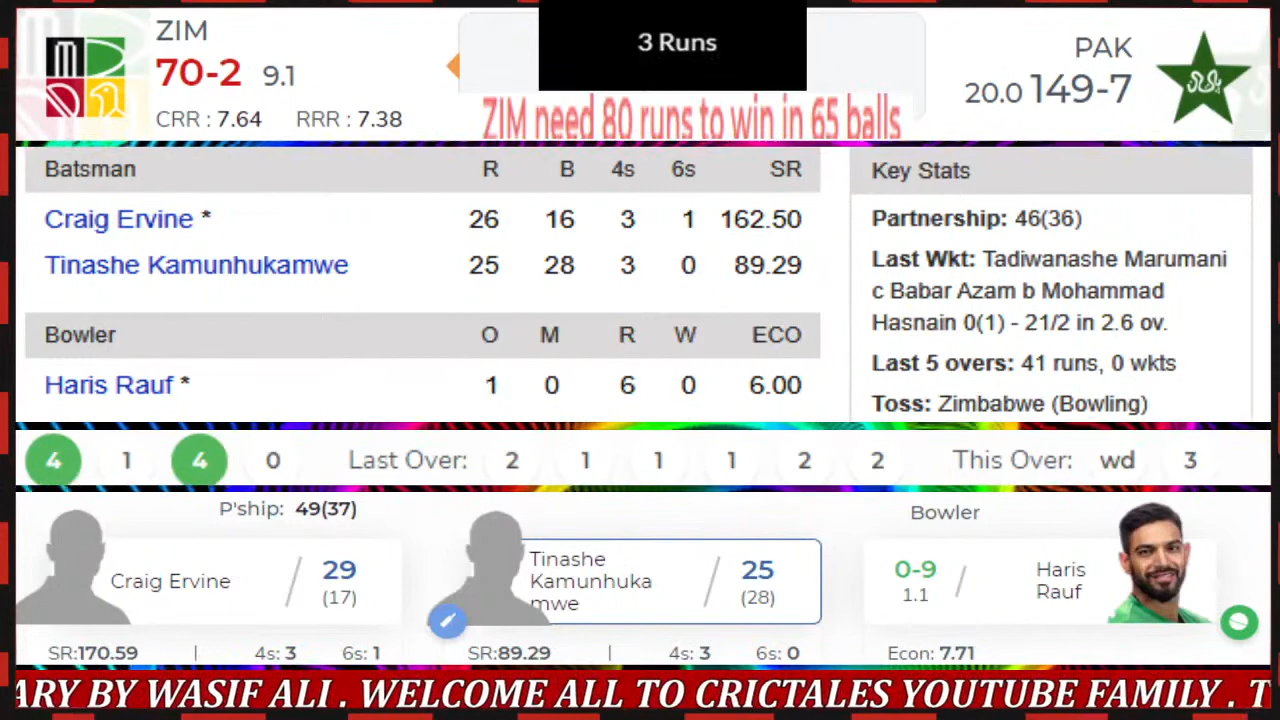 ZIM
70-2 9.1
CRR : 7.64 RRR : 7.38
3 Runs
ZIM need 80 runs to win in 65 balls
PAK
20.0 149-7
Batsman R B 4s 6s SR
Craig Ervine * 26 16 3 1 162.50
Tinashe Kamunhukamwe 25 28 3 0 89.29
Bowler O M R W ECO
Haris Rauf * 1 0 6 0 6.00
Key Stats
Partnership: 46(36)
Last Wkt: Tadiwanashe Marumani
c Babar Azam b Mohammad
Hasnain 0(1) - 21/2 in 2.6 ov.
Last 5 overs: 41 runs, 0 wkts
Toss: Zimbabwe (Bowling)
4 1 4 0 Last Over: 2 1 1 1 2 2 This Over: wd 3
P'ship: 49(37)
Craig Ervine / 29
(17)
SR:170.59 | 4s: 3 6s: 1
Tinashe
Kamunhuka
mwe
/ 25
(28)
SR:89.29 | 4s: 3 6s: 0
Bowler
0-9
1.1
/ Haris
Rauf
Econ: 7.71
ARY BY WASIF ALI . WELCOME ALL TO CRICTALES YOUTUBE FAMILY . T